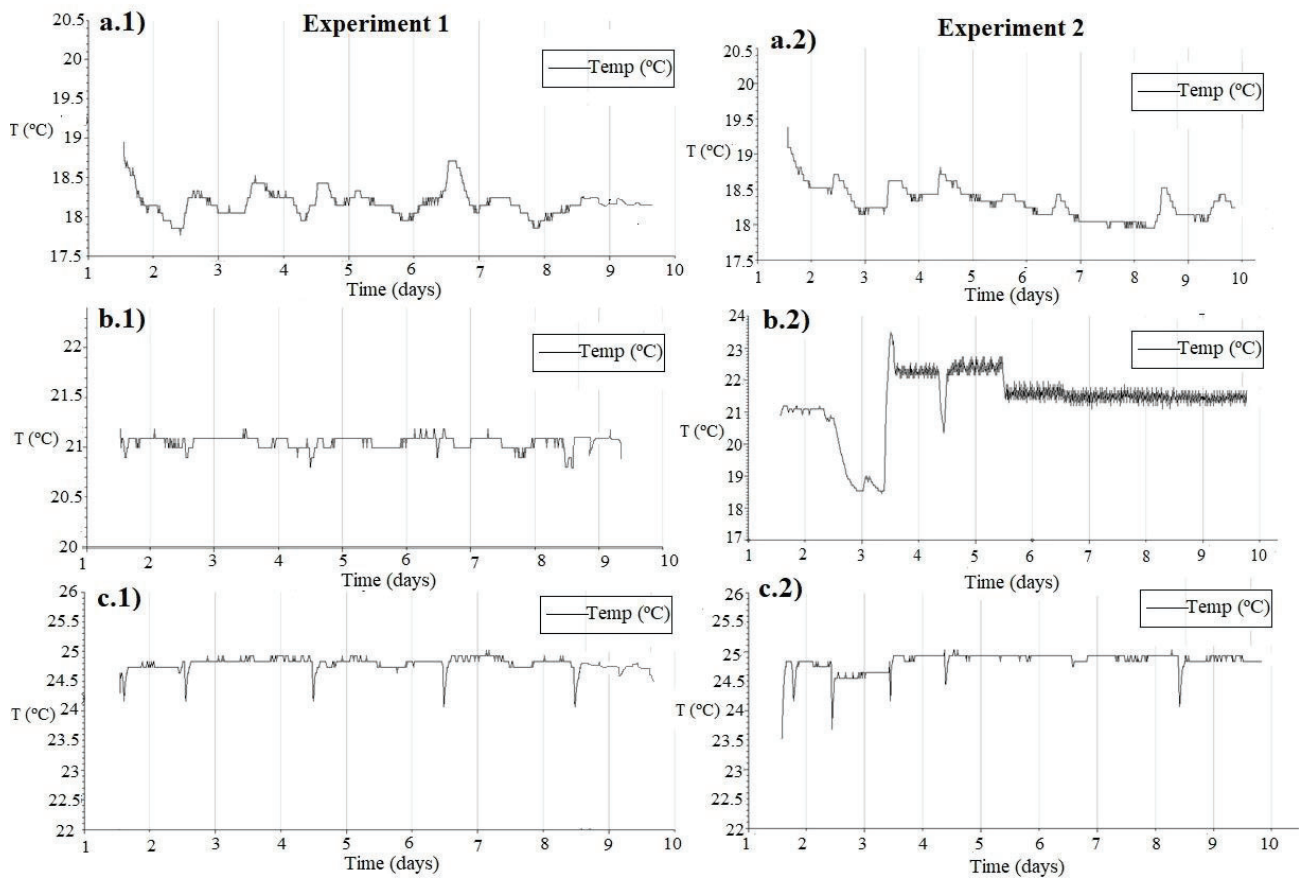 a.1) Experiment 1
20.5
20
19.5
T (ºC)
19
18.5
18
17.5
1 2 3 4 5 6 7 8 9 10
Time (days)
Temp (ºC)
a.2) Experiment 2
20.5
20
19.5
T (ºC)
19
18.5
18
17.5
1 2 3 4 5 6 7 8 9 10
Time (days)
Temp (ºC)
b.1)
22
21.5
T (ºC)
21
20.5
20
1 2 3 4 5 6 7 8 9 10
Time (days)
Temp (ºC)
b.2)
24
23
22
21
T (ºC)
20
19
18
17
1 2 3 4 5 6 7 8 9 10
Time (days)
Temp (ºC)
c.1)
26
25.5
25
24.5
T (ºC)
24
23.5
23
22.5
22
1 2 3 4 5 6 7 8 9 10
Time (days)
Temp (ºC)
c.2)
26
25.5
25
24.5
T (ºC)
24
23.5
23
22.5
22
1 2 3 4 5 6 7 8 9 10
Time (days)
Temp (ºC)